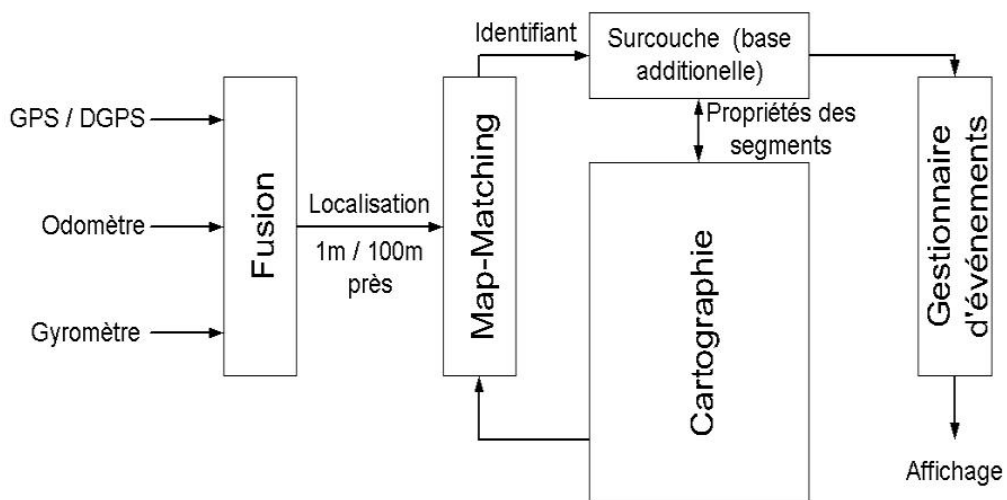 GPS / DGPS
Odomètre
Gyromètre
Fusion
Localisation
1m / 100m
près
Map-Matching
Identifiant
Surcouche (base
additionelle)
Propriétés des
segments
Cartographie
Gestionnaire
d'événements
Affichage